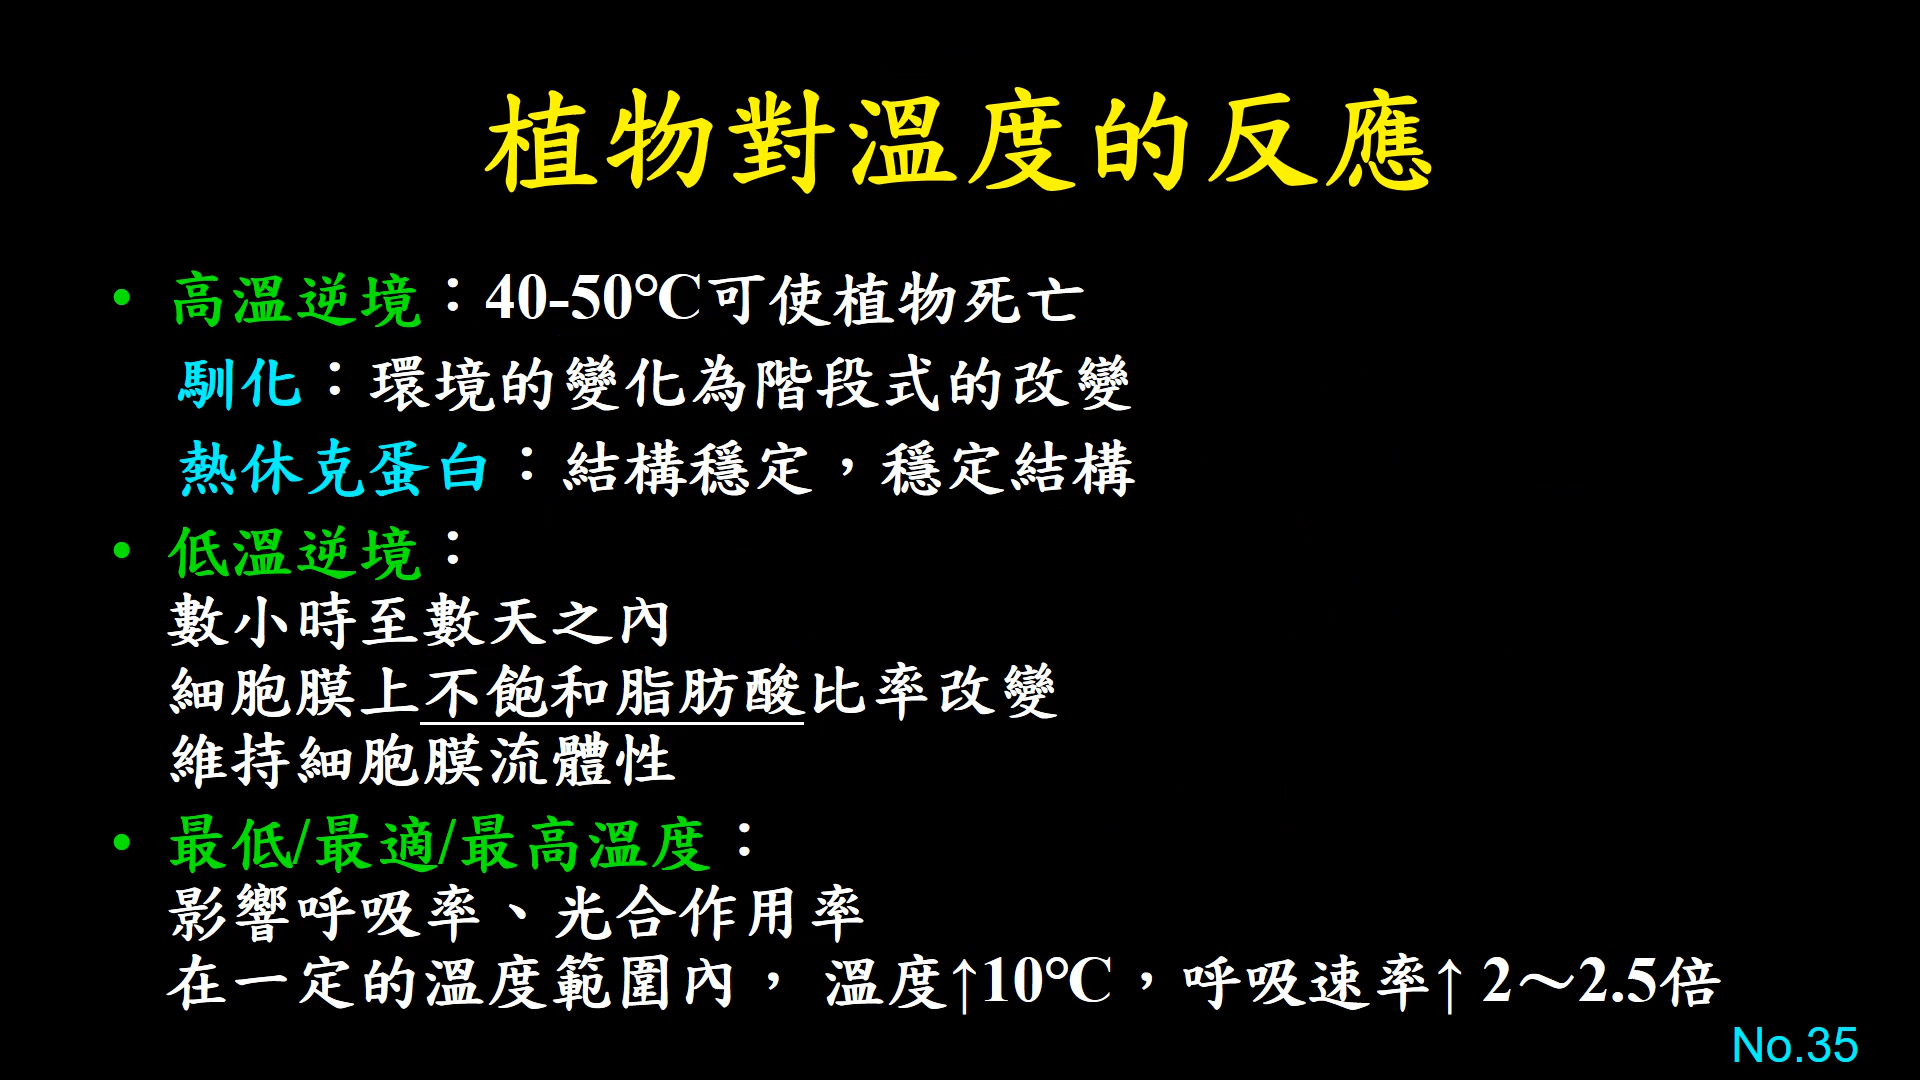 植物對溫度的反應
• 高溫逆境：40-50°C可使植物死亡
馴化：環境的變化為階段式的改變
熱休克蛋白：結構穩定，穩定結構
• 低溫逆境：
數小時至數天之內
細胞膜上不飽和脂肪酸比率改變
維持細胞膜流體性
• 最低/最適/最高溫度：
影響呼吸率、光合作用率
在一定的溫度範圍內， 溫度↑10°C，呼吸速率↑ 2～2.5倍
No.35